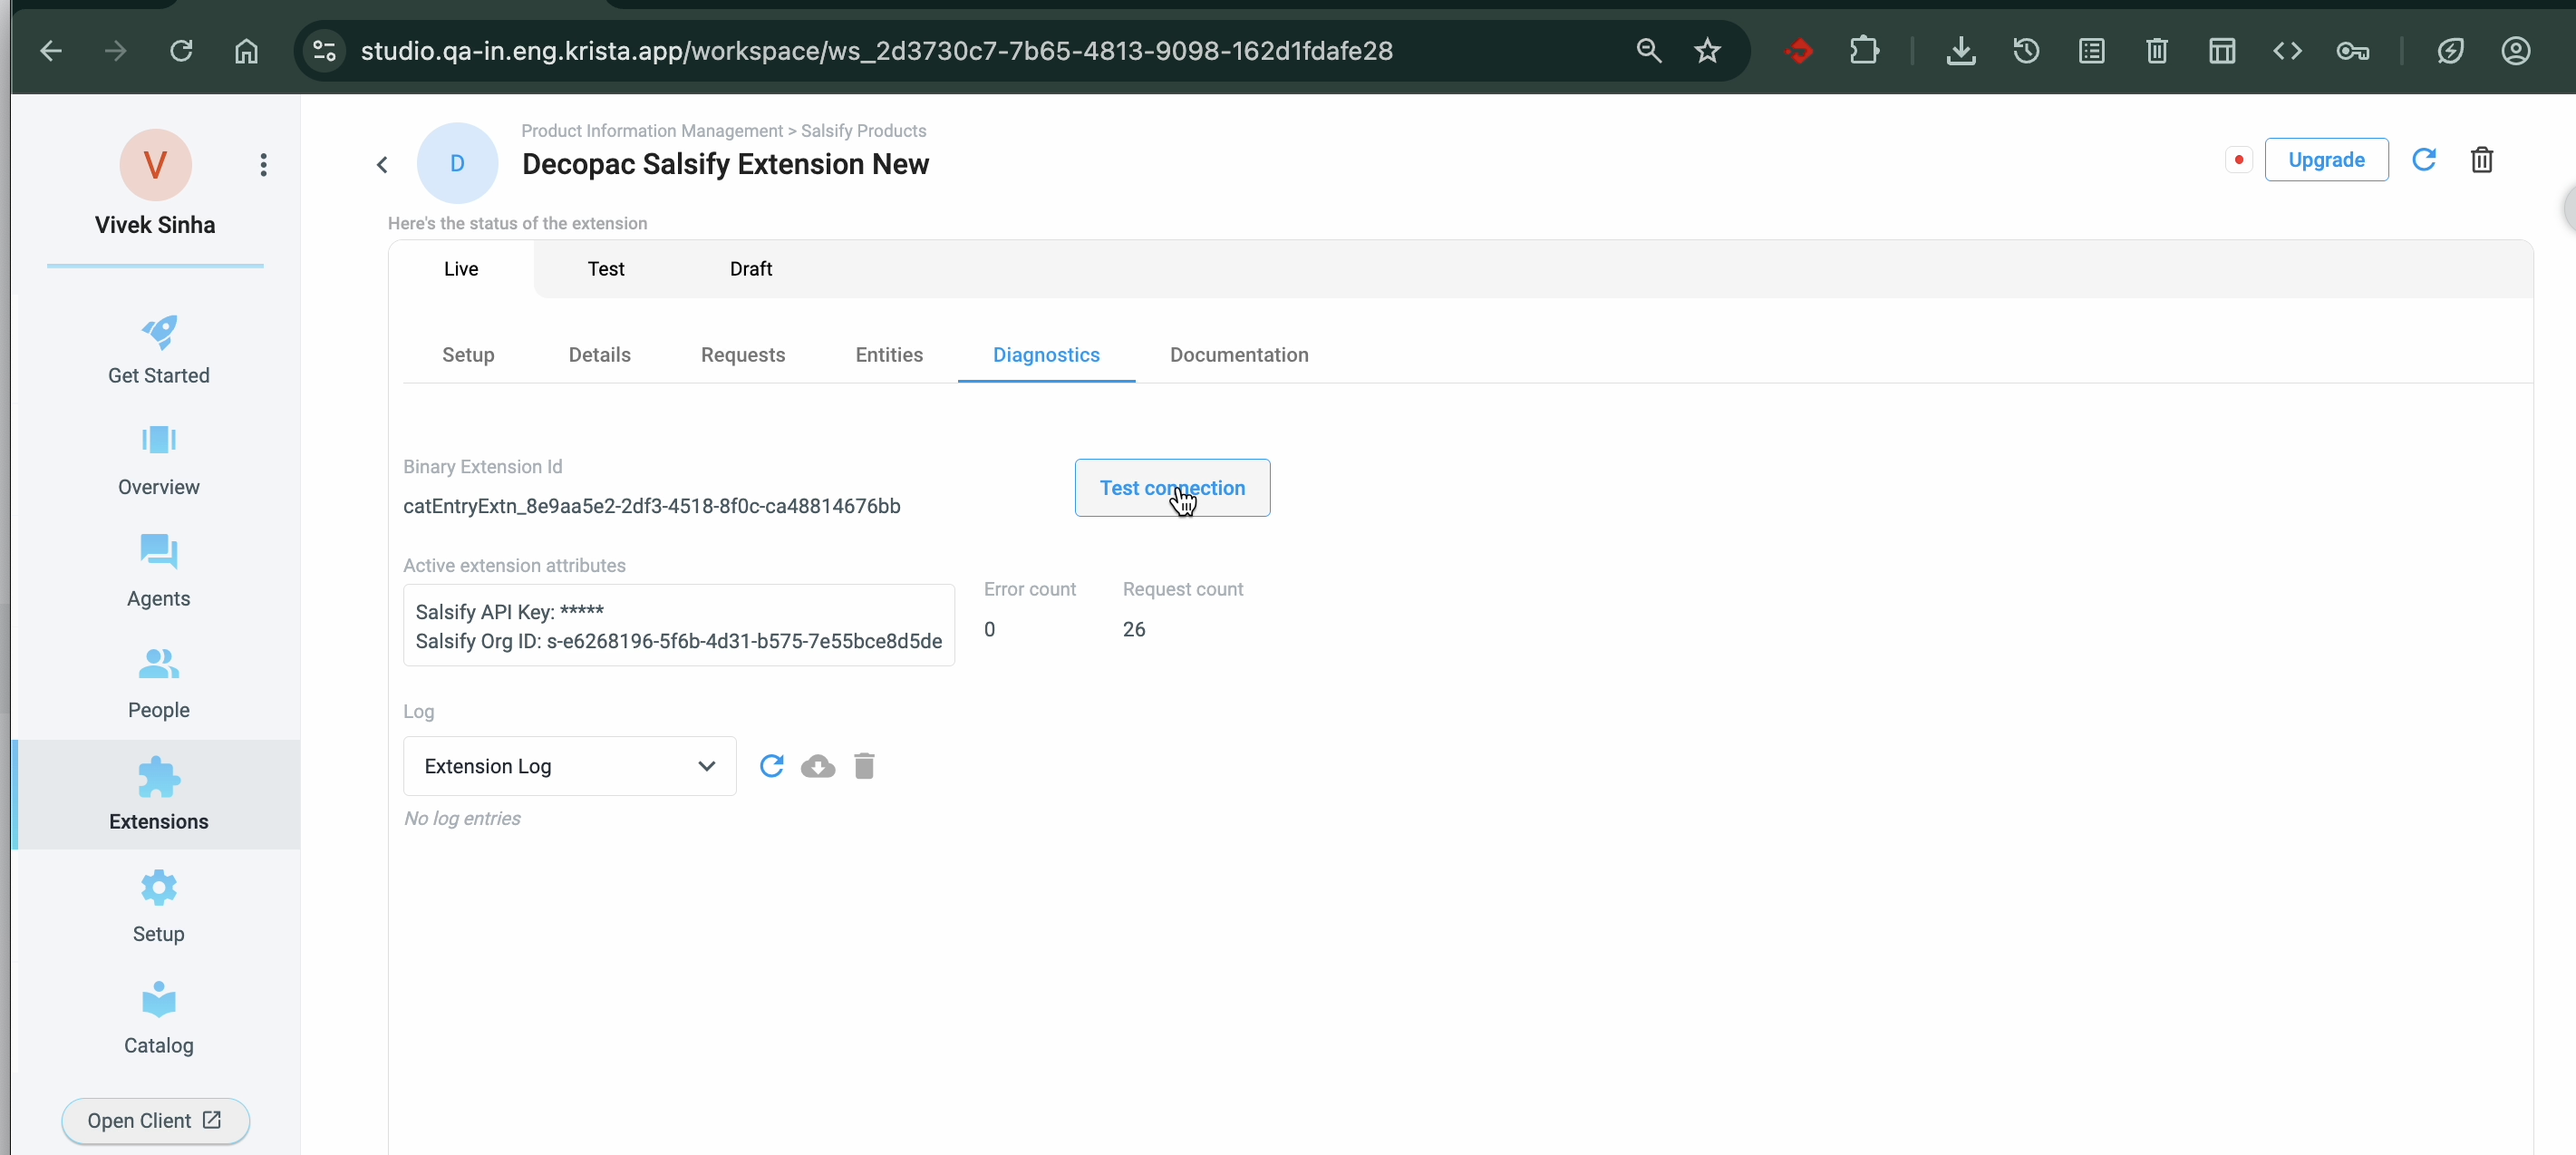 studio.qa-in.eng.krista.app/workspace/ws_2d3730c7-7b65-4813-9098-162d1fdafe28
V
Vivek Sinha
Get Started
Overview
Agents
People
Extensions
Setup
Catalog
Open Client
D
Product Information Management > Salsify Products
Decopac Salsify Extension New
Upgrade
Here's the status of the extension
Live Test Draft
Setup Details Requests Entities Diagnostics Documentation
Binary Extension Id
catEntryExtn_8e9aa5e2-2df3-4518-8f0c-ca48814676bb
Test connection
Active extension attributes
Salsify API Key: *****
Salsify Org ID: s-e6268196-5f6b-4d31-b575-7e55bce8d5de
Error count Request count
0 26
Log
Extension Log
No log entries